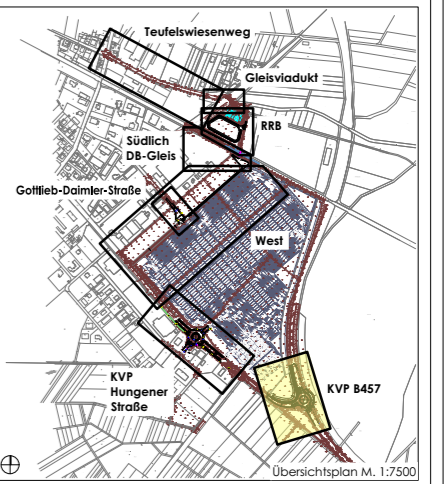 Teufelswiesenweg
Gleisviadukt
RRB
Südlich
DB-Gleis
Gottlieb-Daimler-Straße
West
KVP
Hungener
Straße
KVP B457
Übersichtsplan M. 1:7500